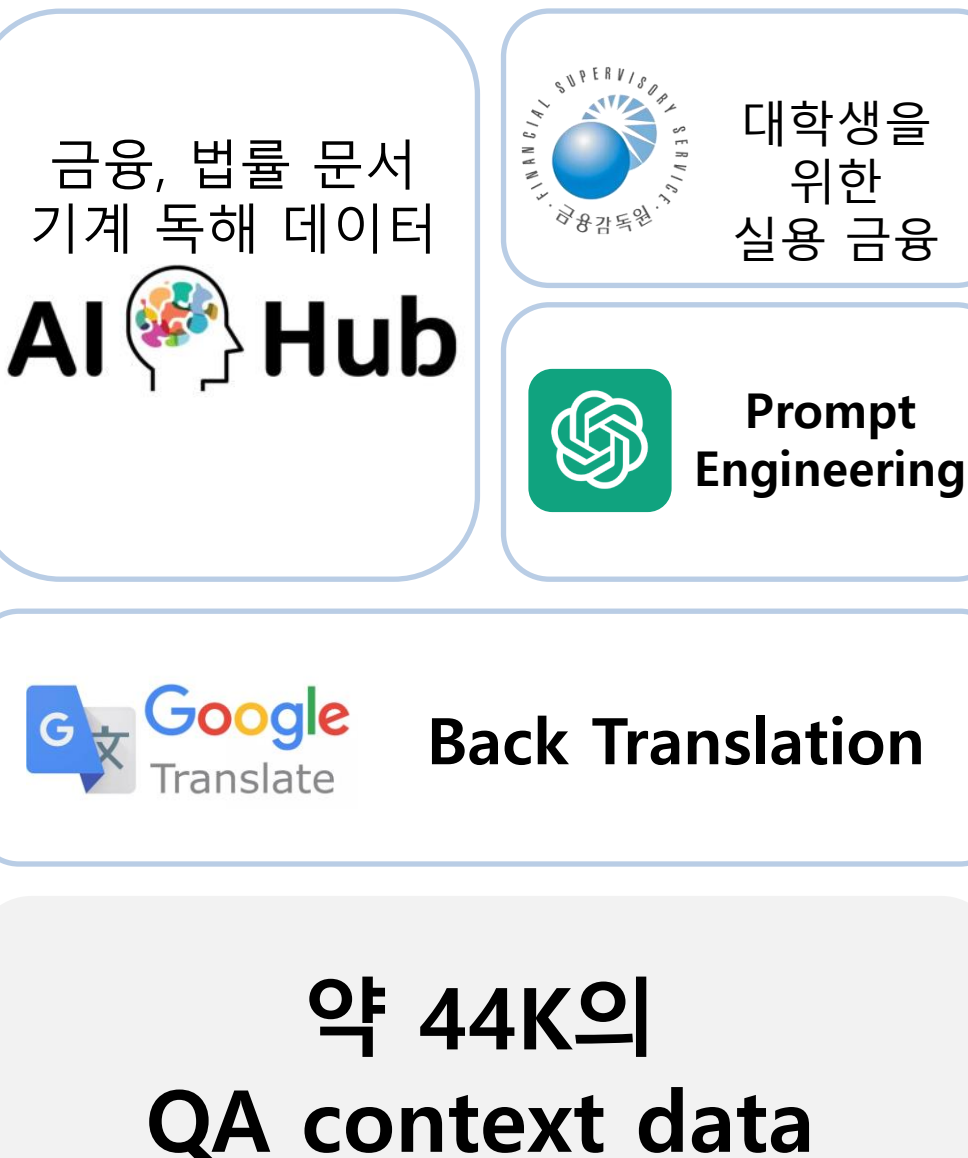 금융, 법률 문서
기계 독해 데이터
AI Hub
FINANCIAL SUPERVISORY SERVICE
금융감독원
대학생을
위한
실용 금융
Prompt
Engineering
G 文
Google
Translate
Back Translation
약 44K의
QA context data